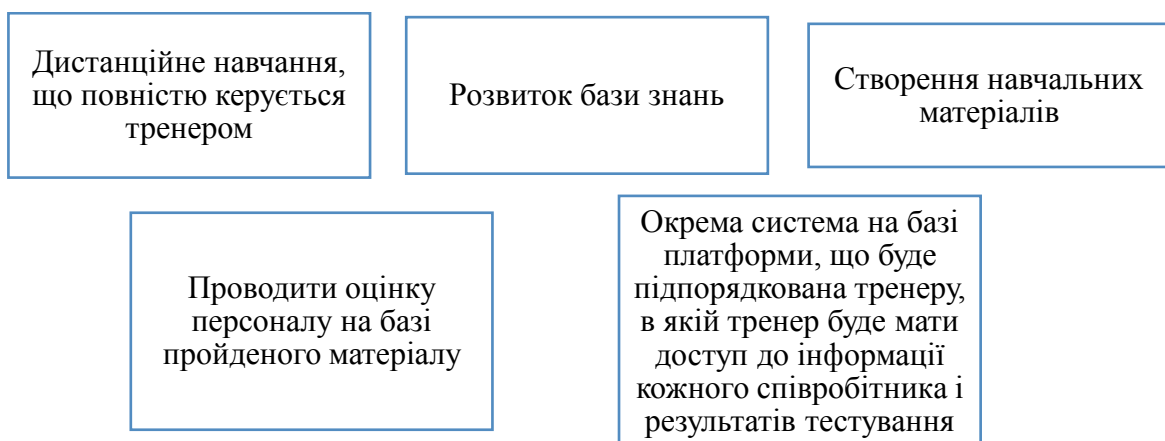 Дистанційне навчання,
що повністю керується
тренером
Розвиток бази знань
Створення навчальних
матеріалів
Проводити оцінку
персоналу на базі
пройденого матеріалу
Окрема система на базі
платформи, що буде
підпорядкована тренеру,
в якій тренер буде мати
доступ до інформації
кожного співробітника і
результатів тестування